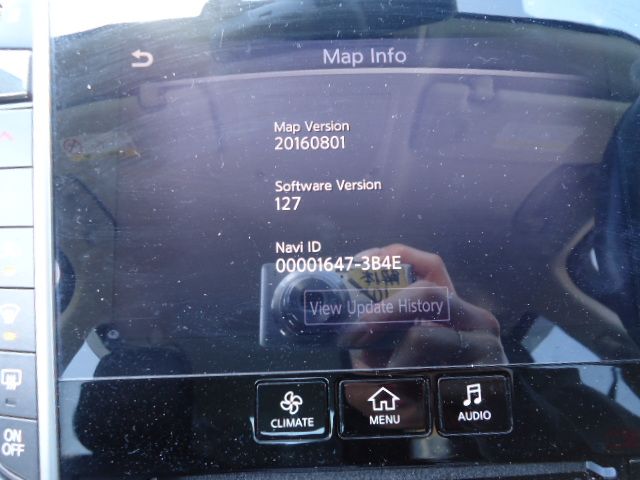 Map Info
Map Version
20160801
Software Version
127
Navi ID
00001647-3B4E
View Update History
CLIMATE
MENU
AUDIO
ON
OFF